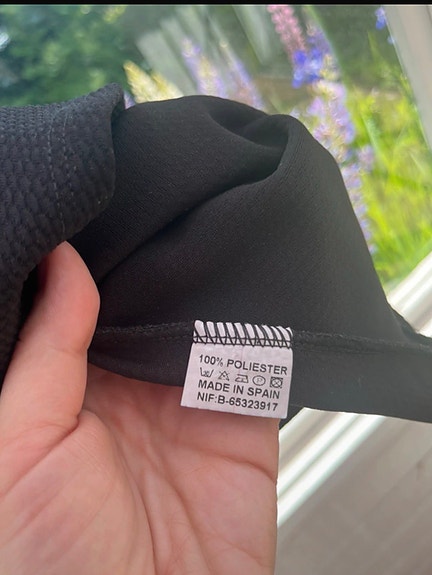 100% POLIESTER
MADE IN SPAIN
NIF:B-65323917